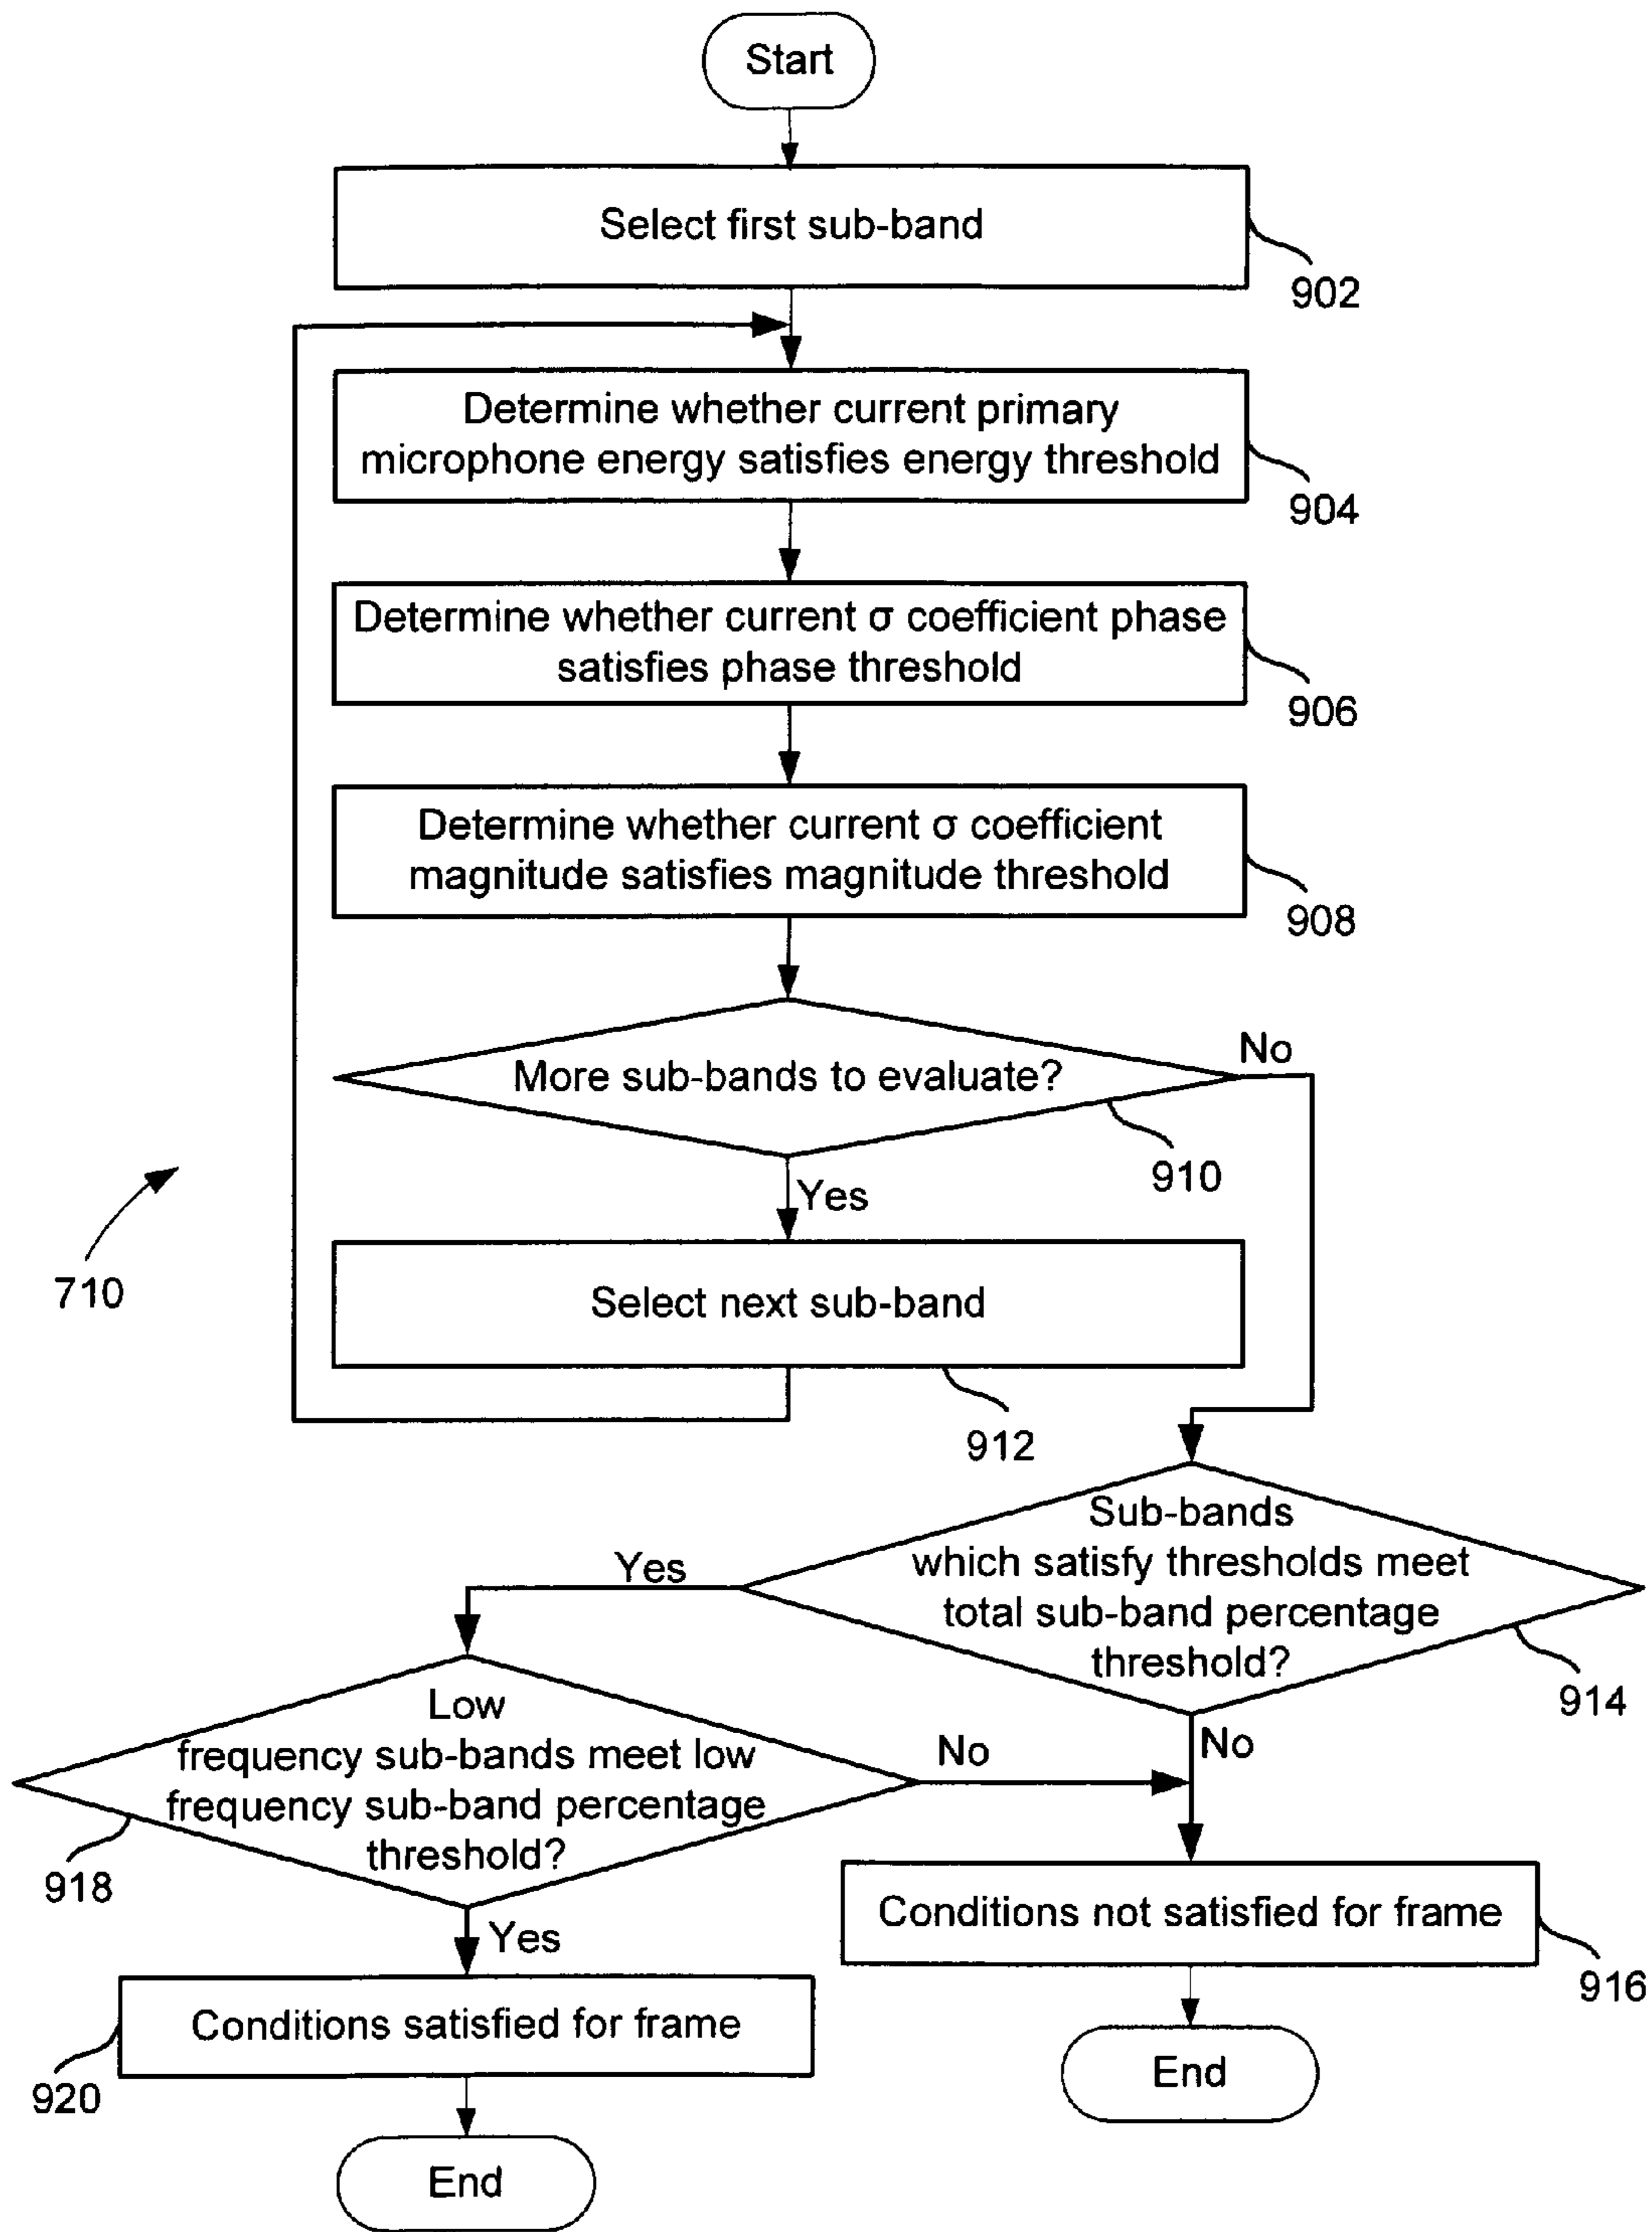 Start
Select first sub-band
902
Determine whether current primary
microphone energy satisfies energy threshold
904
Determine whether current σ coefficient phase
satisfies phase threshold
906
Determine whether current σ coefficient
magnitude satisfies magnitude threshold
908
More sub-bands to evaluate?
No
910
Yes
710
Select next sub-band
912
Sub-bands
which satisfy thresholds meet
total sub-band percentage
threshold?
Yes
914
No
Low
frequency sub-bands meet low
frequency sub-band percentage
threshold?
No
918
Yes
Conditions not satisfied for frame
916
Conditions satisfied for frame
920
End
End